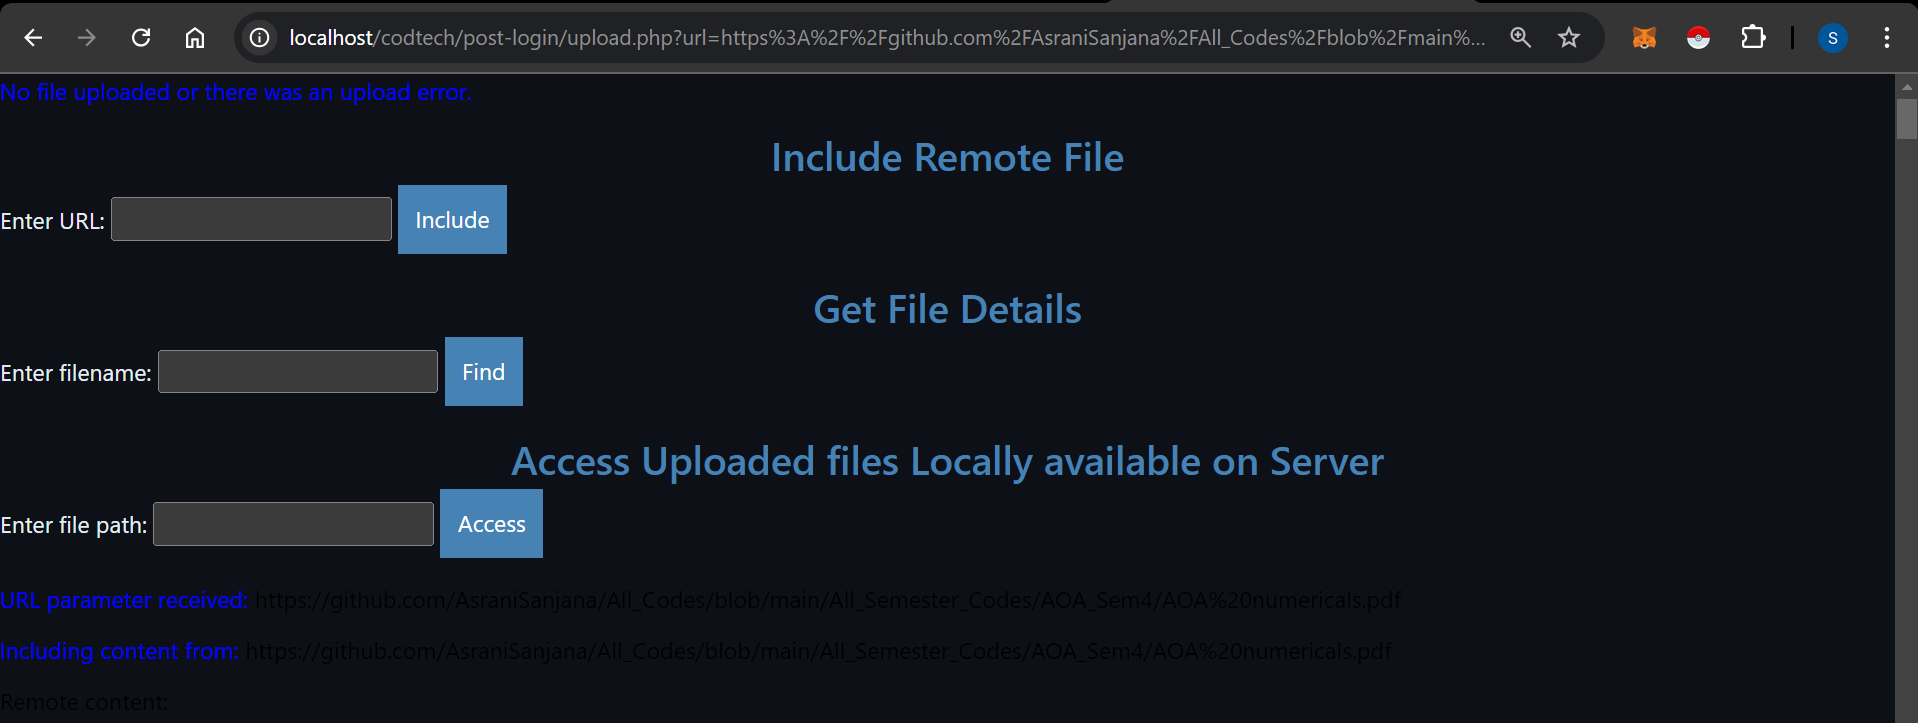 localhost/codtech/post-login/upload.php?url=https%3A%2F%2Fgithub.com%2FAsraniSanjana%2FAll_Codes%2Fblob%2Fmain%...
S
No file uploaded or there was an upload error.
Include Remote File
Enter URL:
Include
Get File Details
Enter filename:
Find
Access Uploaded files Locally available on Server
Enter file path:
Access
URL parameter received: https://github.com/AsraniSanjana/All_Codes/blob/main/All_Semester_Codes/AOA_Sem4/AOA%20numericals.pdf
Including content from: https://github.com/AsraniSanjana/All_Codes/blob/main/All_Semester_Codes/AOA_Sem4/AOA%20numericals.pdf
Remote content: